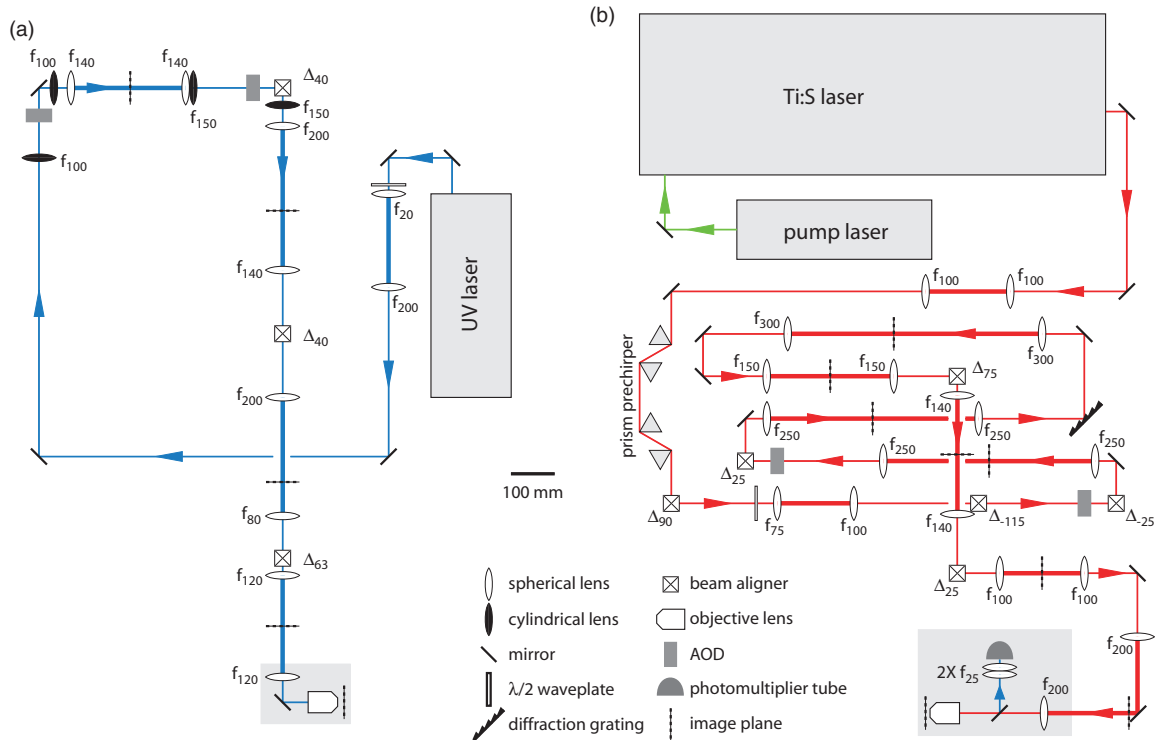 (a)
f100
f140
f140
f150
Δ40
f150
f200
f100
f20
f200
UV laser
f140
Δ40
f200
f80
Δ63
f120
f120
100 mm
(b)
Ti:S laser
pump laser
f100
f100
prism prechirper
f300
f300
f150
f150
Δ75
f140
f250
f250
f250
f250
Δ25
Δ90
f75
f100
f140
Δ-115
Δ-25
Δ25
f100
f100
f200
2X f25
f200
spherical lens
cylindrical lens
mirror
λ/2 waveplate
diffraction grating
beam aligner
objective lens
AOD
photomultiplier tube
image plane